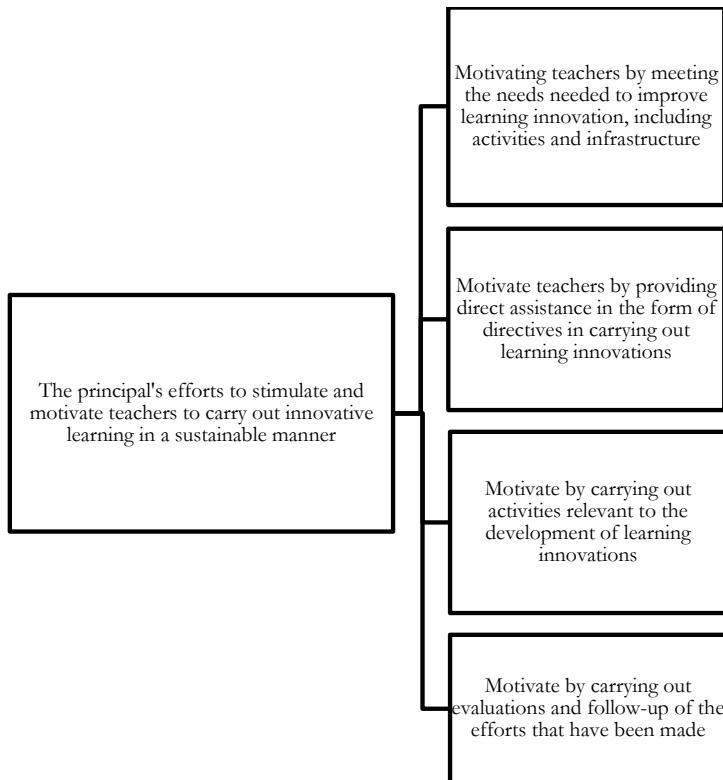 Motivating teachers by meeting
the needs needed to improve
learning innovation, including
activities and infrastructure
Motivate teachers by providing
direct assistance in the form of
directives in carrying out
learning innovations
The principal's efforts to stimulate and
motivate teachers to carry out innovative
learning in a sustainable manner
Motivate by carrying out
activities relevant to the
development of learning
innovations
Motivate by carrying out
evaluations and follow-up of the
efforts that have been made